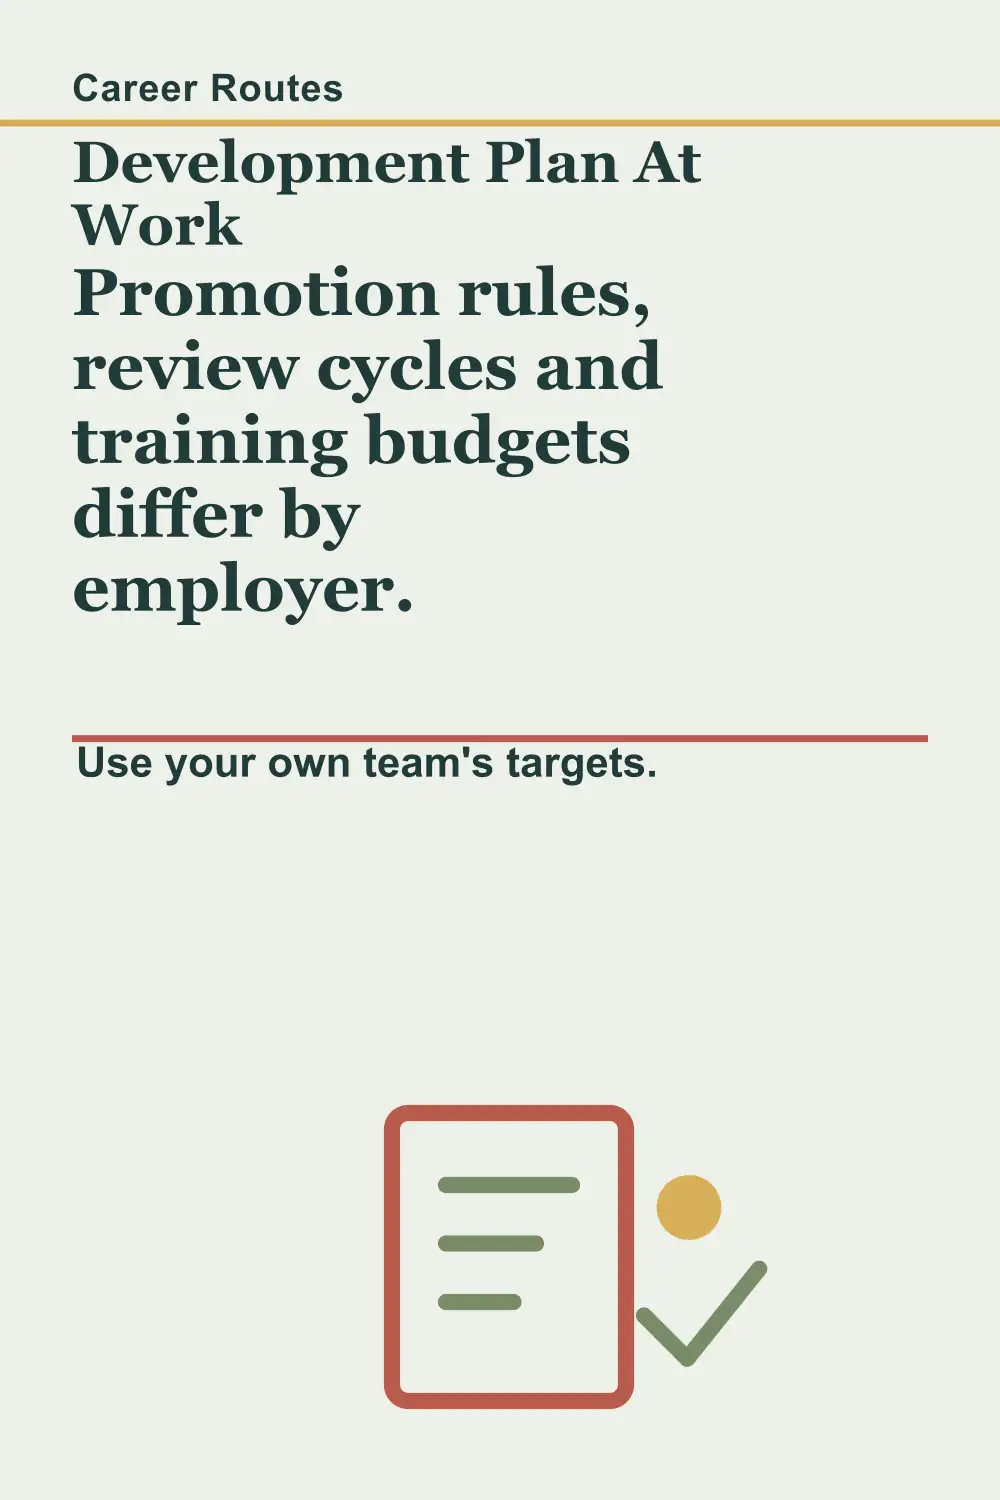 Career Routes
Development Plan At
Work
Promotion rules,
review cycles and
training budgets
differ by
employer.
Use your own team's targets.